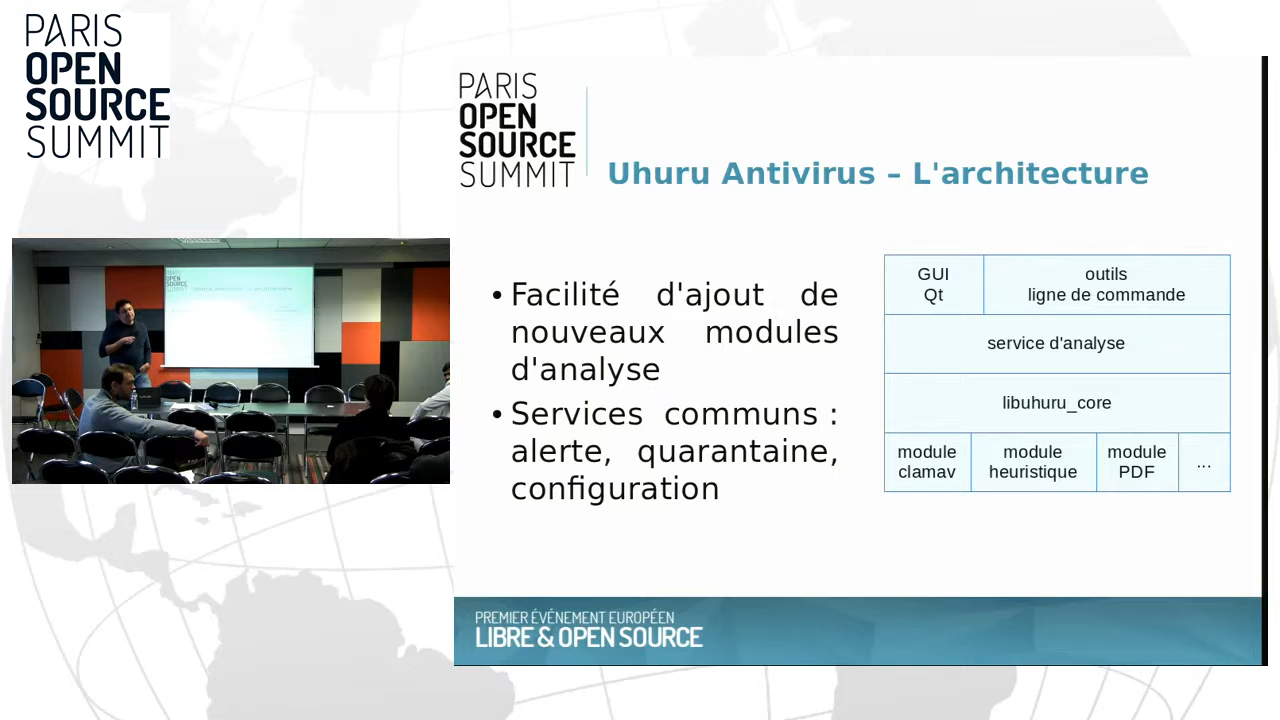 PARIS
OPEN
SOURCE
SUMMIT
PARIS
OPEN
SOURCE
SUMMIT
Uhuru Antivirus – L'architecture
• Facilité d'ajout de
nouveaux modules
d'analyse
• Services communs :
alerte, quarantaine,
configuration
GUI
Qt
outils
ligne de commande
service d'analyse
libuhuru_core
module
clamav
module
heuristique
module
PDF
...
PREMIER ÉVÉNEMENT EUROPÉEN
LIBRE & OPEN SOURCE